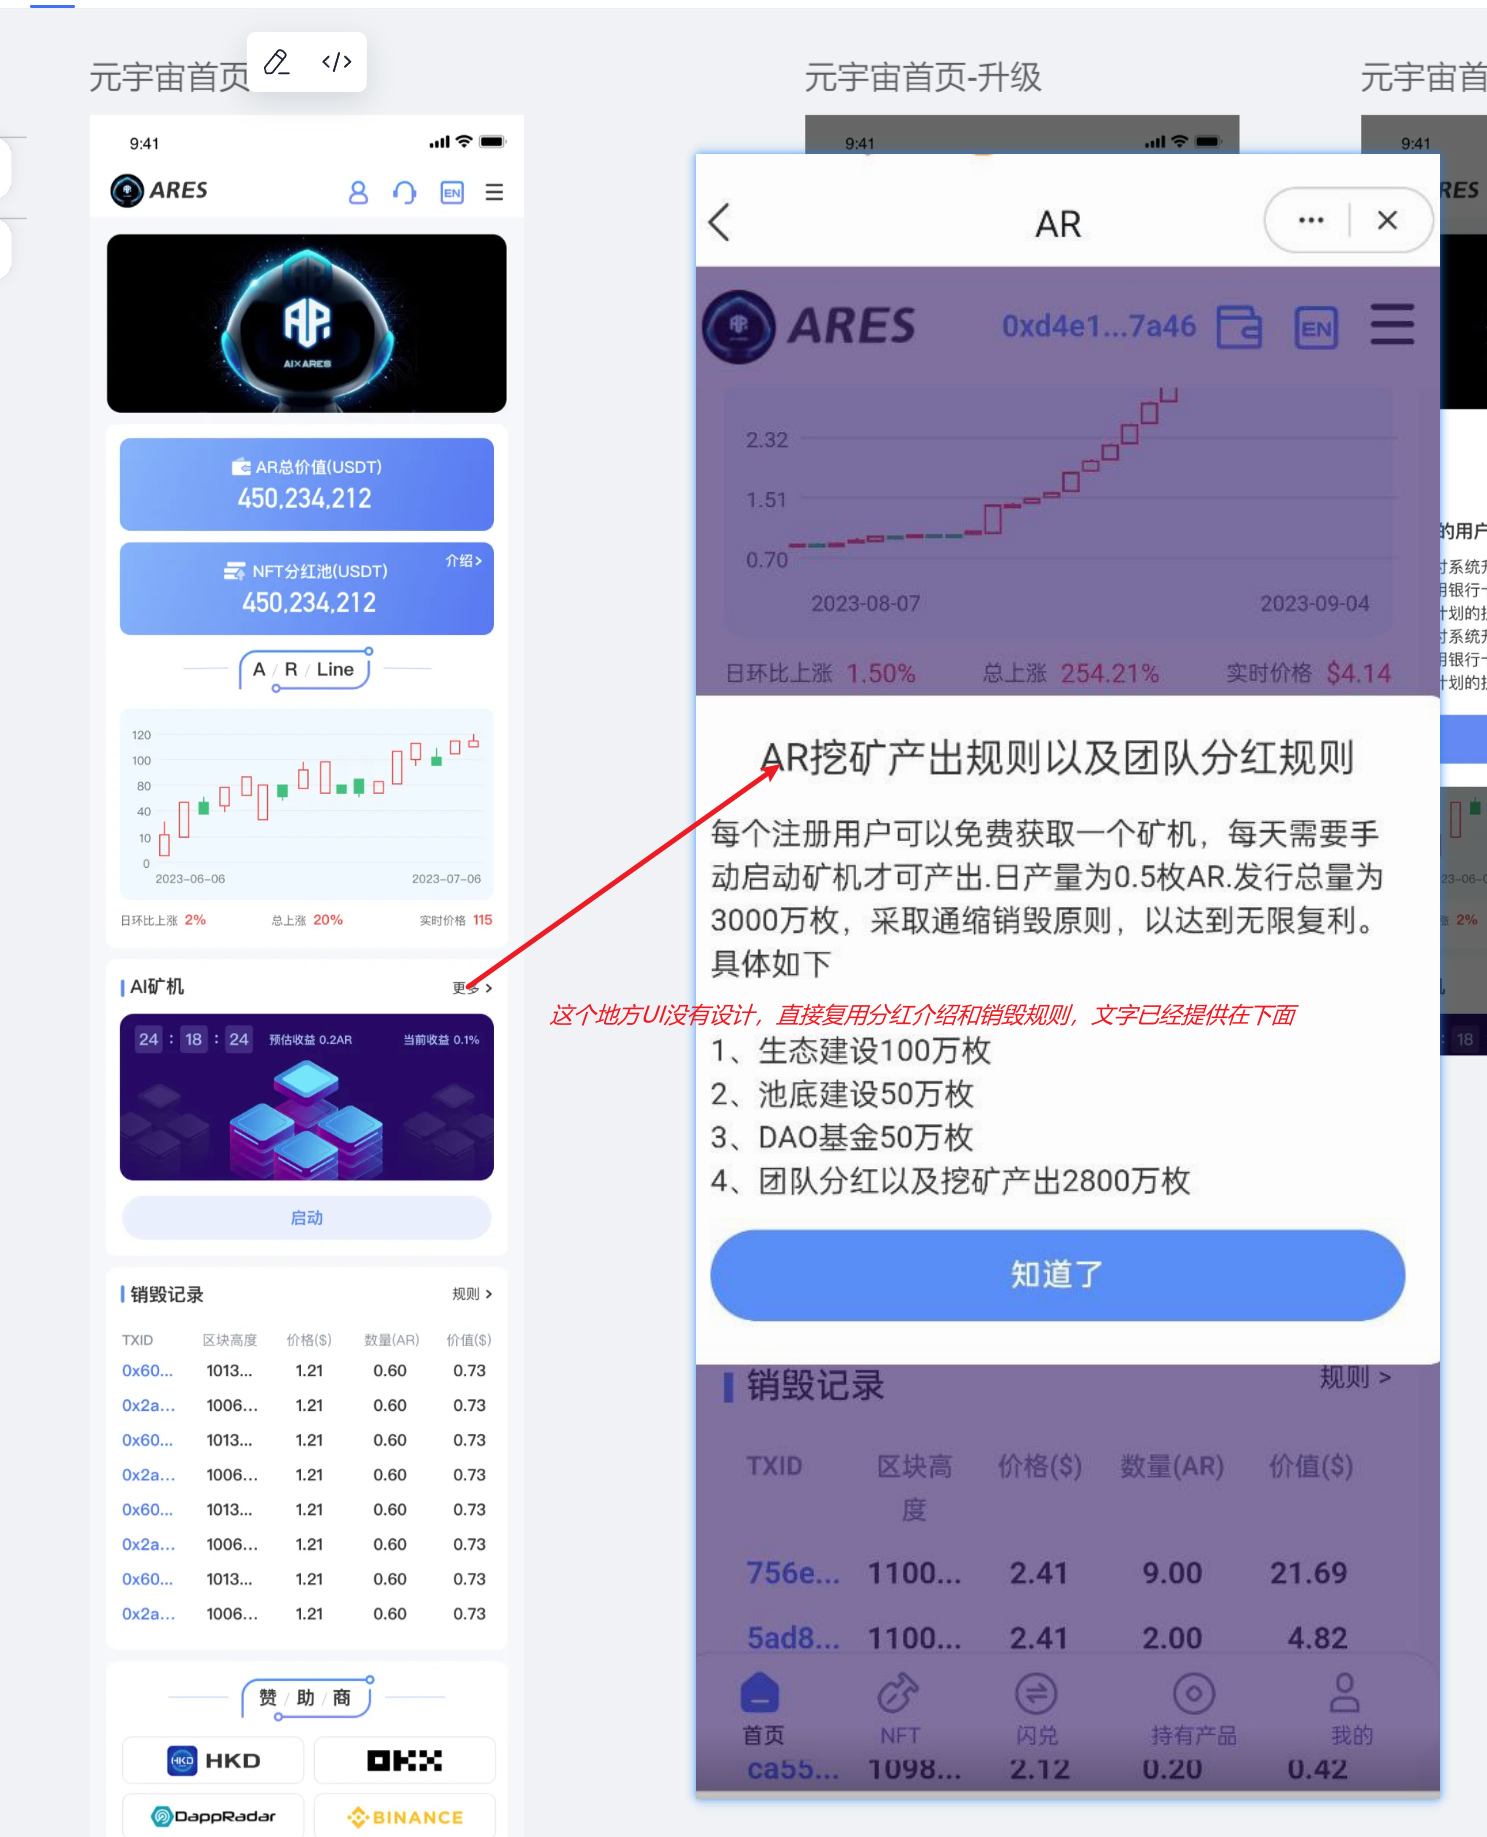 元宇宙首页
</>
9:41
ARES
EN
AR
AIXARES
AR总价值(USDT)
450,234,212
NFT分红池(USDT)
介绍>
450,234,212
A / R / Line
120
100
80
40
10
0
2023-06-06
2023-07-06
日环比上涨 2%
总上涨 20%
实时价格 115
AI矿机
更多 >
24 : 18 : 24
预估收益 0.2AR
当前收益 0.1%
启动
销毁记录
规则 >
TXID 区块高度 价格($) 数量(AR) 价值($)
0x60... 1013... 1.21 0.60 0.73
0x2a... 1006... 1.21 0.60 0.73
0x60... 1013... 1.21 0.60 0.73
0x2a... 1006... 1.21 0.60 0.73
0x60... 1013... 1.21 0.60 0.73
0x2a... 1006... 1.21 0.60 0.73
0x60... 1013... 1.21 0.60 0.73
0x2a... 1006... 1.21 0.60 0.73
赞 / 助 / 商
HKD HKD
OKX
DappRadar
BINANCE
元宇宙首页-升级
9:41
AR
ARES
0xd4e1...7a46
EN
2.32
1.51
0.70
2023-08-07
2023-09-04
日环比上涨 1.50%
总上涨 254.21%
实时价格 $4.14
AR挖矿产出规则以及团队分红规则
每个注册用户可以免费获取一个矿机，每天需要手
动启动矿机才可产出.日产量为0.5枚AR.发行总量为
3000万枚，采取通缩销毁原则，以达到无限复利。
具体如下
这个地方UI没有设计，直接复用分红介绍和销毁规则，文字已经提供在下面
1、生态建设100万枚
2、池底建设50万枚
3、DAO基金50万枚
4、团队分红以及挖矿产出2800万枚
知道了
销毁记录
规则 >
TXID 区块高 价格($) 数量(AR) 价值($)
度
756e... 1100... 2.41 9.00 21.69
5ad8... 1100... 2.41 2.00 4.82
首页
NFT
闪兑
持有产品
我的
ca55... 1098... 2.12 0.20 0.42
元宇宙首
9:41
RES
的用户
系统
银行
划的
系统
银行
划的
23-06-
2%
: 18